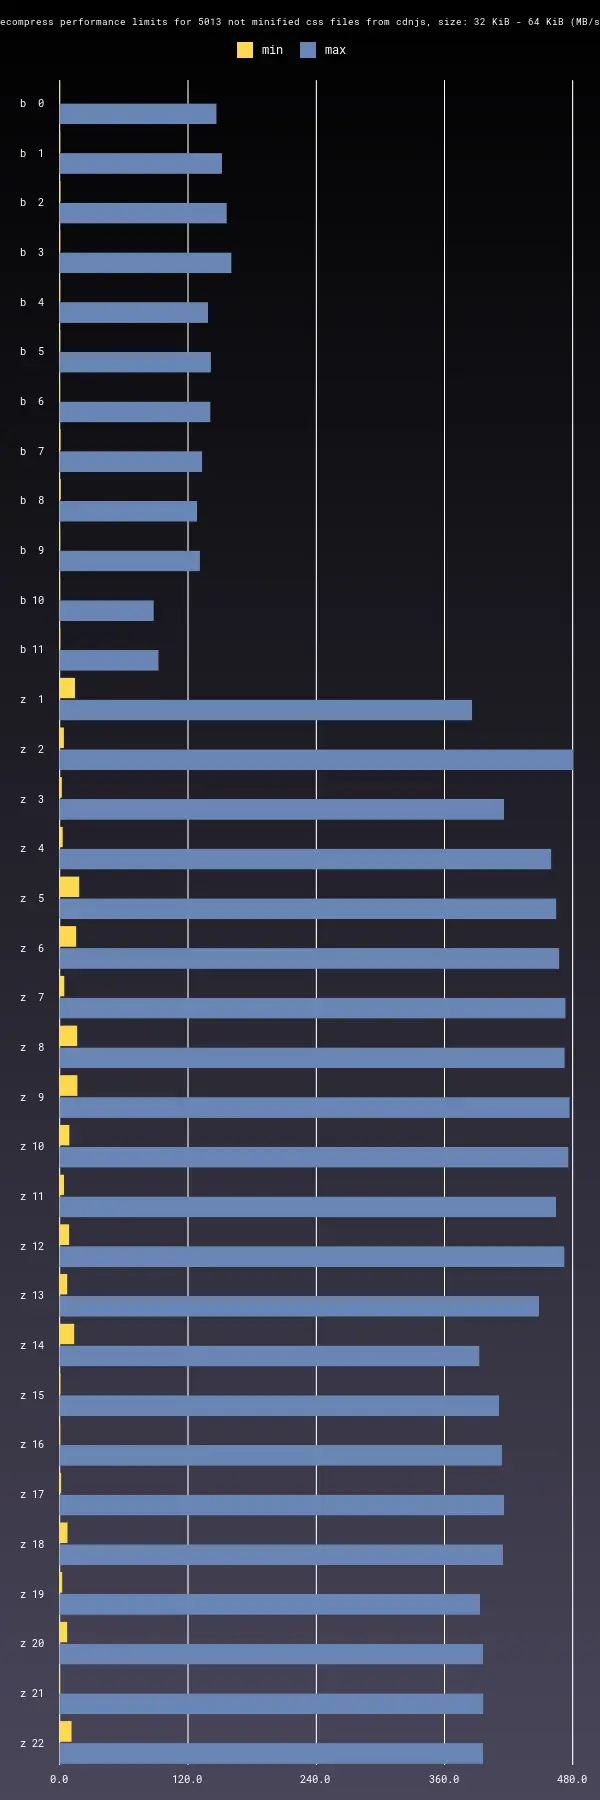 ecompress performance limits for 5013 not minified css files from cdnjs, size: 32 KiB - 64 KiB (MB/s
min max
b 0
b 1
b 2
b 3
b 4
b 5
b 6
b 7
b 8
b 9
b 10
b 11
z 1
z 2
z 3
z 4
z 5
z 6
z 7
z 8
z 9
z 10
z 11
z 12
z 13
z 14
z 15
z 16
z 17
z 18
z 19
z 20
z 21
z 22
0.0 120.0 240.0 360.0 480.0